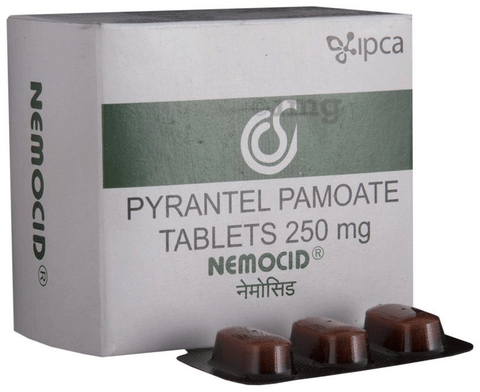 ipca
PYRANTEL PAMOATE
TABLETS 250 mg
NEMOCID®
नेमोसिड
NEMOCID®